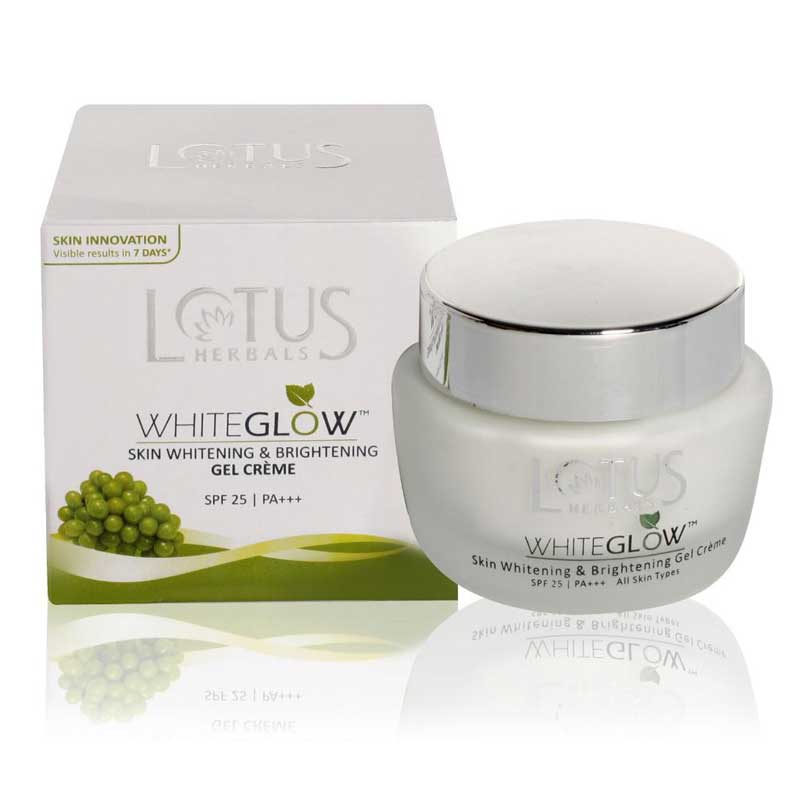 LOTUS
HERBALS
SKIN INNOVATION
Visible results in 7 DAYS*
LOTUS
HERBALS
WHITEGLOW™
SKIN WHITENING & BRIGHTENING
GEL CRÈME
SPF 25 | PA+++
LOTUS
HERBALS
WHITEGLOW™
Skin Whitening & Brightening Gel Crème
SPF 25 | PA+++ All Skin Types